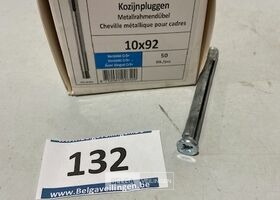 Kozijnpluggen
Metallrahmendübel
Cheville métallique pour cadres
10x92
50
132
www.Belgaveilingen.be